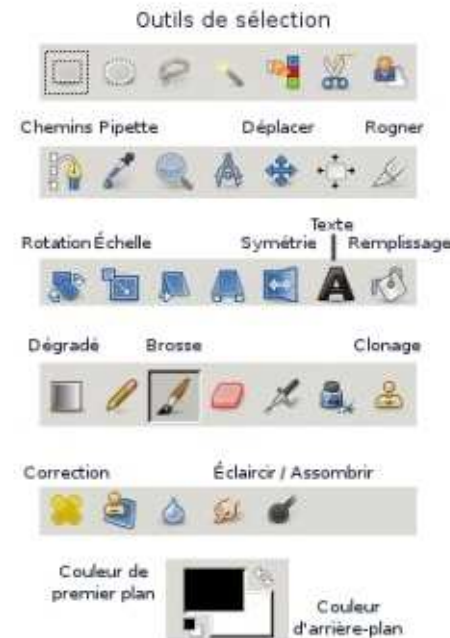 Outils de sélection
Chemins Pipette Déplacer Rogner
Texte
Rotation Échelle Symétrie Remplissage
Dégradé Brosse Clonage
Correction Éclaircir / Assombrir
Couleur de
premier plan
Couleur
d'arrière-plan